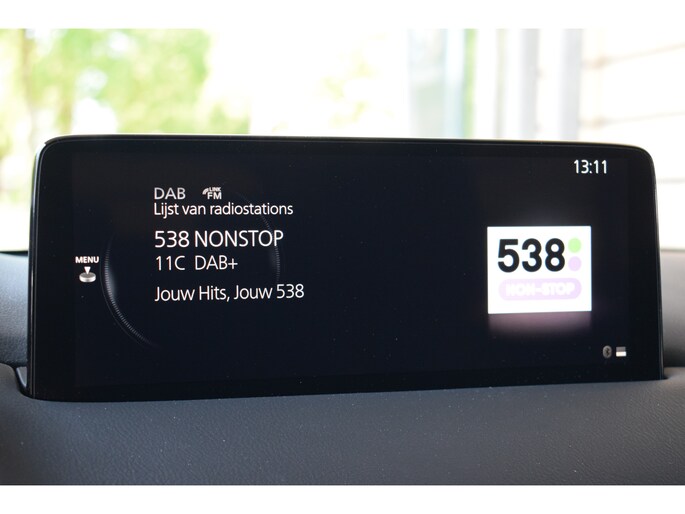 13:11
DAB LINK FM
Lijst van radiostations
538 NONSTOP
11C DAB+
Jouw Hits, Jouw 538
MENU
538
NON-STOP